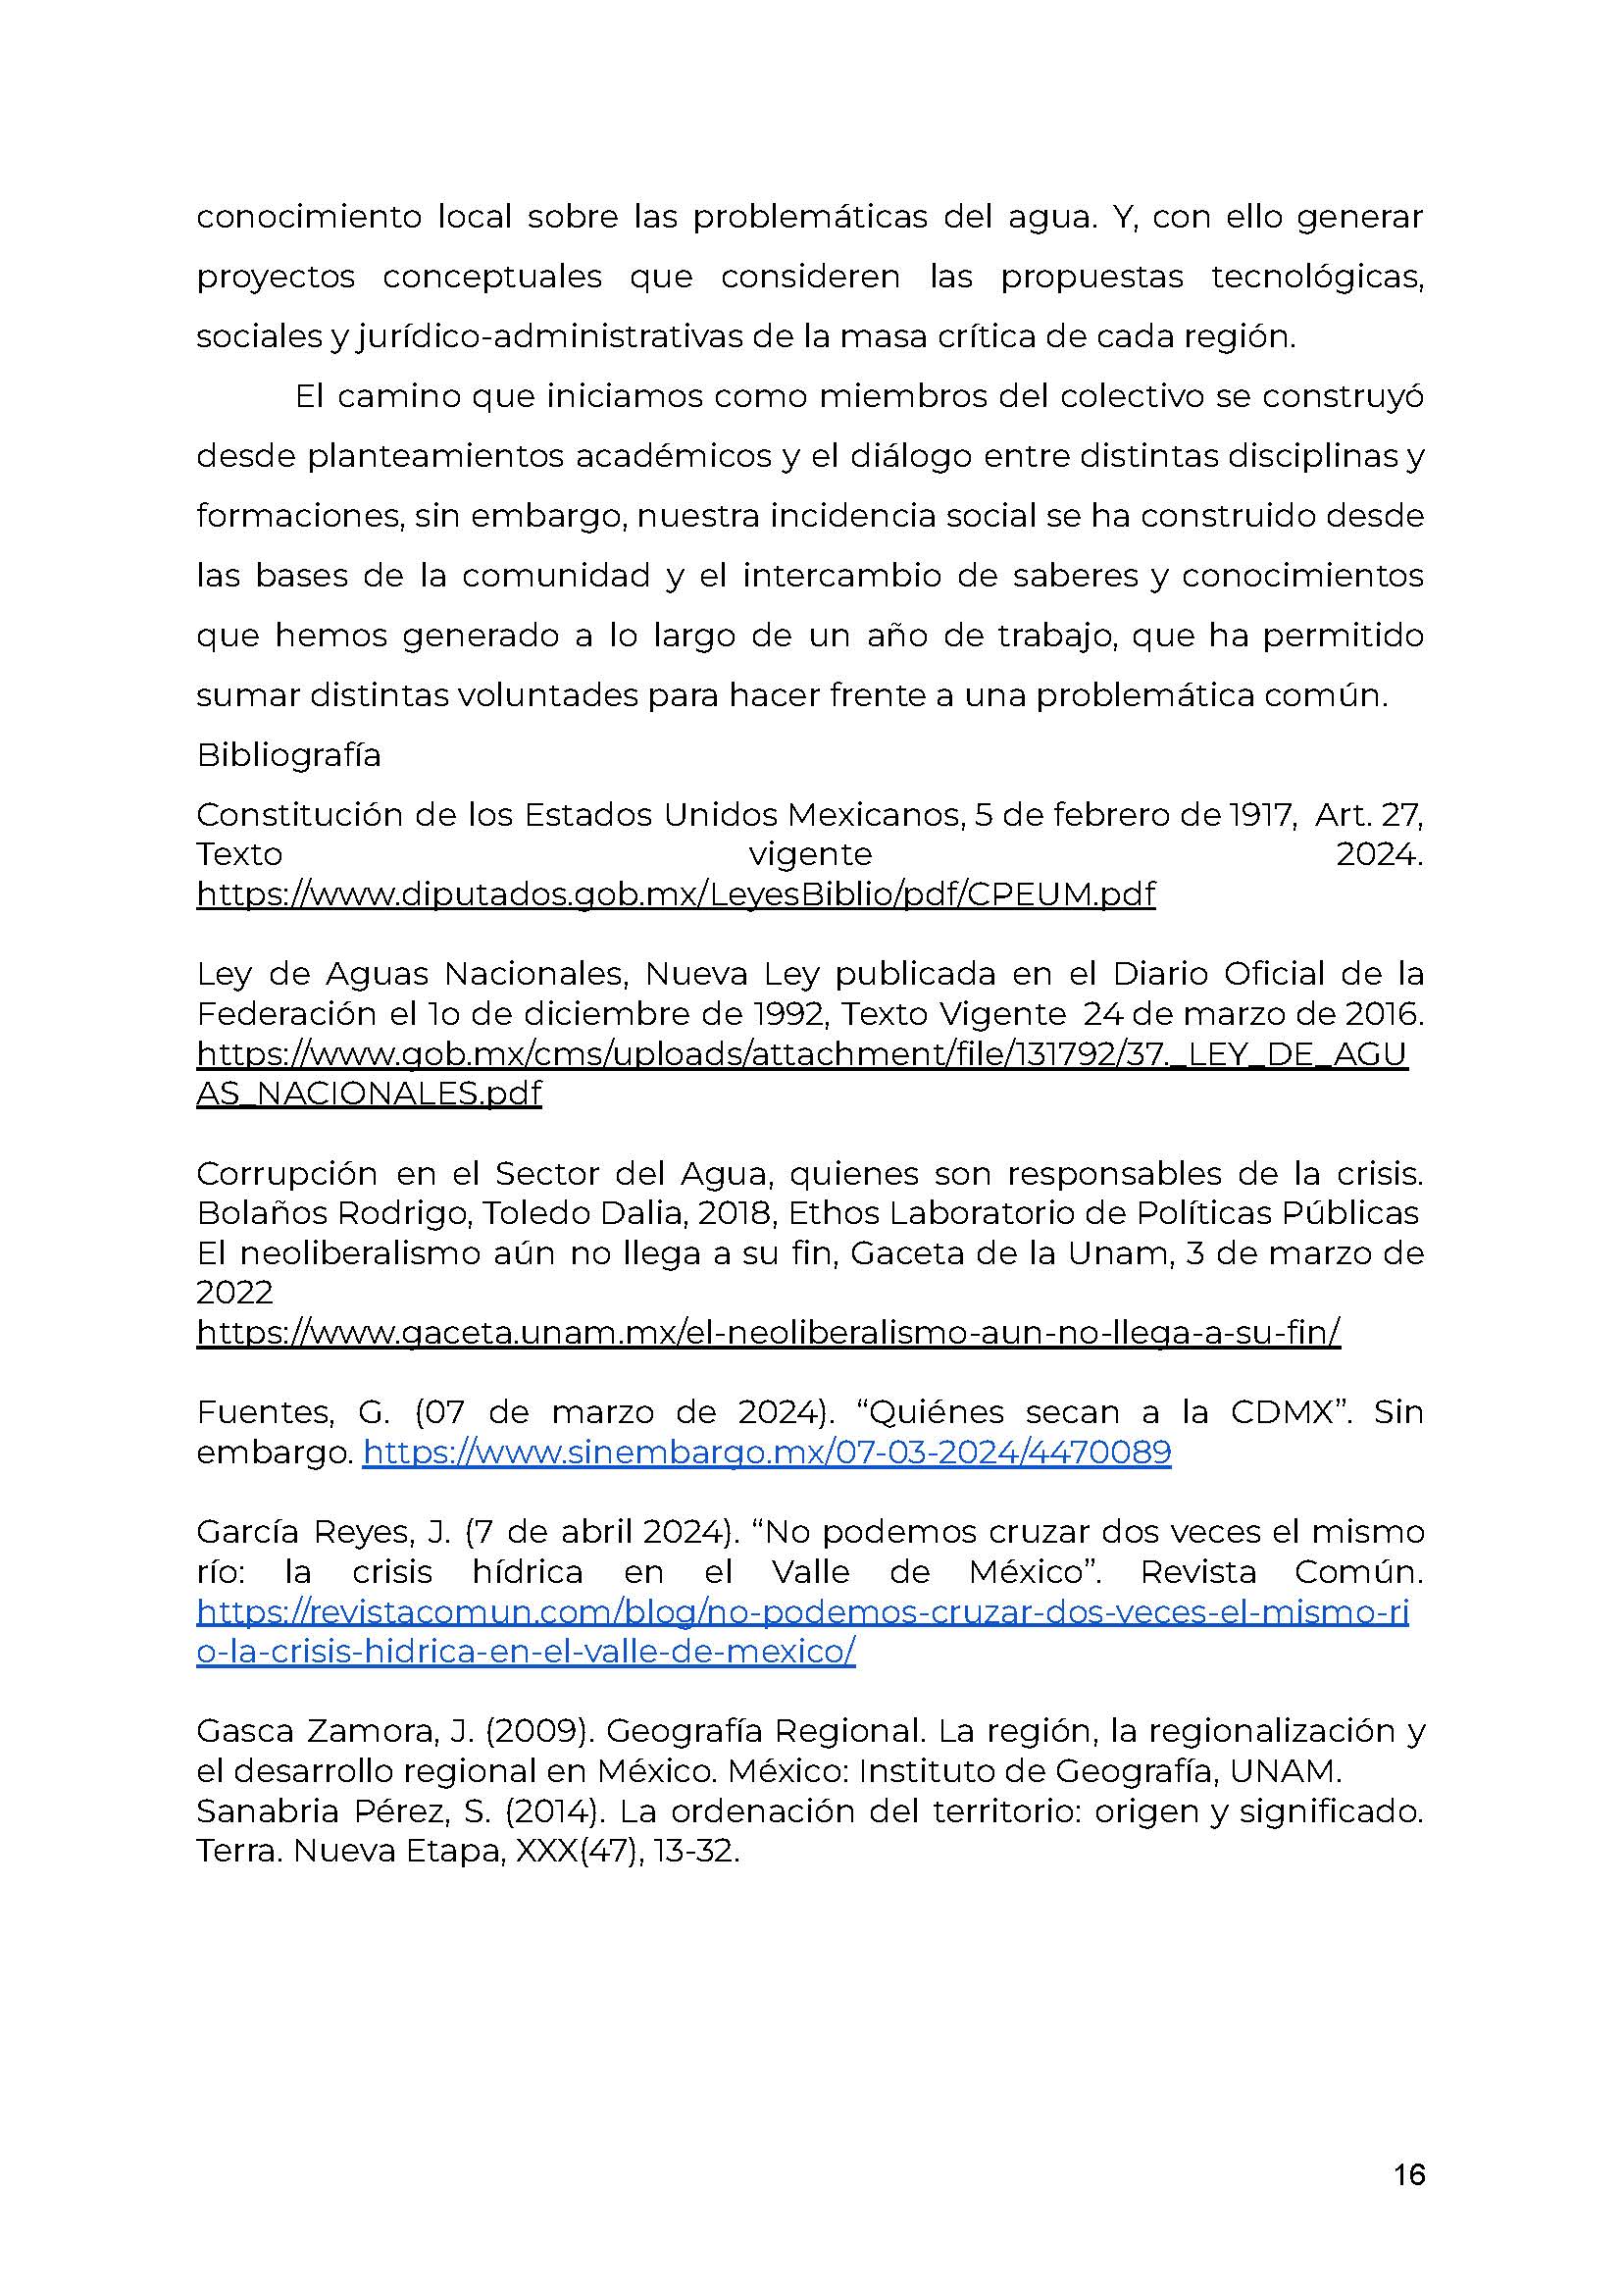 conocimiento local sobre las problemáticas del agua. Y, con ello generar
proyectos conceptuales que consideren las propuestas tecnológicas,
sociales y jurídico-administrativas de la masa crítica de cada región.
El camino que iniciamos como miembros del colectivo se construyó
desde planteamientos académicos y el diálogo entre distintas disciplinas y
formaciones, sin embargo, nuestra incidencia social se ha construido desde
las bases de la comunidad y el intercambio de saberes y conocimientos
que hemos generado a lo largo de un año de trabajo, que ha permitido
sumar distintas voluntades para hacer frente a una problemática común.
Bibliografía
Constitución de los Estados Unidos Mexicanos, 5 de febrero de 1917, Art. 27,
Texto vigente 2024.
https://www.diputados.gob.mx/LeyesBiblio/pdf/CPEUM.pdf
Ley de Aguas Nacionales, Nueva Ley publicada en el Diario Oficial de la
Federación el 1o de diciembre de 1992, Texto Vigente 24 de marzo de 2016.
https://www.gob.mx/cms/uploads/attachment/file/131792/37._LEY_DE_AGU
AS_NACIONALES.pdf
Corrupción en el Sector del Agua, quienes son responsables de la crisis.
Bolaños Rodrigo, Toledo Dalia, 2018, Ethos Laboratorio de Políticas Públicas
El neoliberalismo aún no llega a su fin, Gaceta de la Unam, 3 de marzo de
2022
https://www.gaceta.unam.mx/el-neoliberalismo-aun-no-llega-a-su-fin/
Fuentes, G. (07 de marzo de 2024). “Quiénes secan a la CDMX”. Sin
embargo. https://www.sinembargo.mx/07-03-2024/4470089
García Reyes, J. (7 de abril 2024). “No podemos cruzar dos veces el mismo
río: la crisis hídrica en el Valle de México”. Revista Común.
https://revistacomun.com/blog/no-podemos-cruzar-dos-veces-el-mismo-ri
o-la-crisis-hidrica-en-el-valle-de-mexico/
Gasca Zamora, J. (2009). Geografía Regional. La región, la regionalización y
el desarrollo regional en México. México: Instituto de Geografía, UNAM.
Sanabria Pérez, S. (2014). La ordenación del territorio: origen y significado.
Terra. Nueva Etapa, XXX(47), 13-32.
16